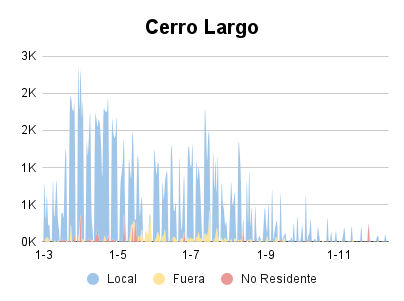 Cerro Largo
3K
2K
2K
1K
1K
0K
1-3 1-5 1-7 1-9 1-11
Local Fuera No Residente